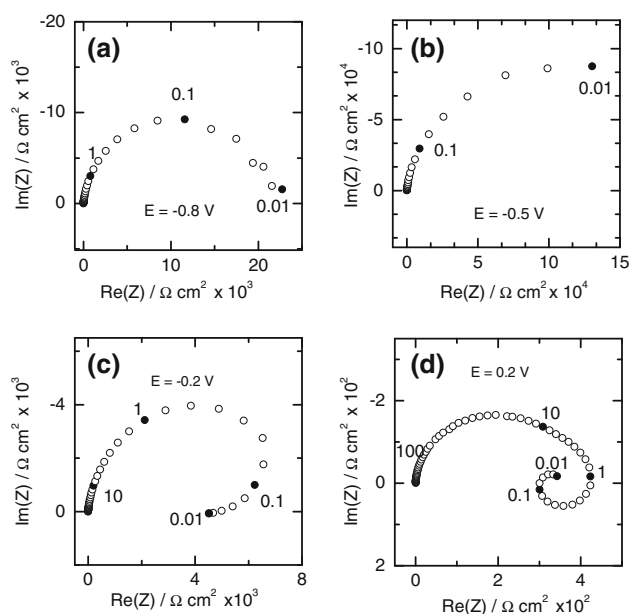 (a)
-20
-10
0
0.1
1
0.01
E = -0.8 V
0 10 20
Im(Z) / Ω cm² x 10³
Re(Z) / Ω cm² x 10³
(b)
-10
-5
0
0.01
0.1
E = -0.5 V
0 5 10 15
Im(Z) / Ω cm² x 10⁴
Re(Z) / Ω cm² x 10⁴
(c)
E = -0.2 V
-4
0
1
10
0.1
0.01
0 3 6
Im(Z) / Ω cm² x 10³
Re(Z) / Ω cm² x10³
(d)
E = 0.2 V
-2
0
2
10
100
0.01
0.1
1
0 2 4
Im(Z) / Ω cm² x 10²
Re(Z) / Ω cm² x 10²